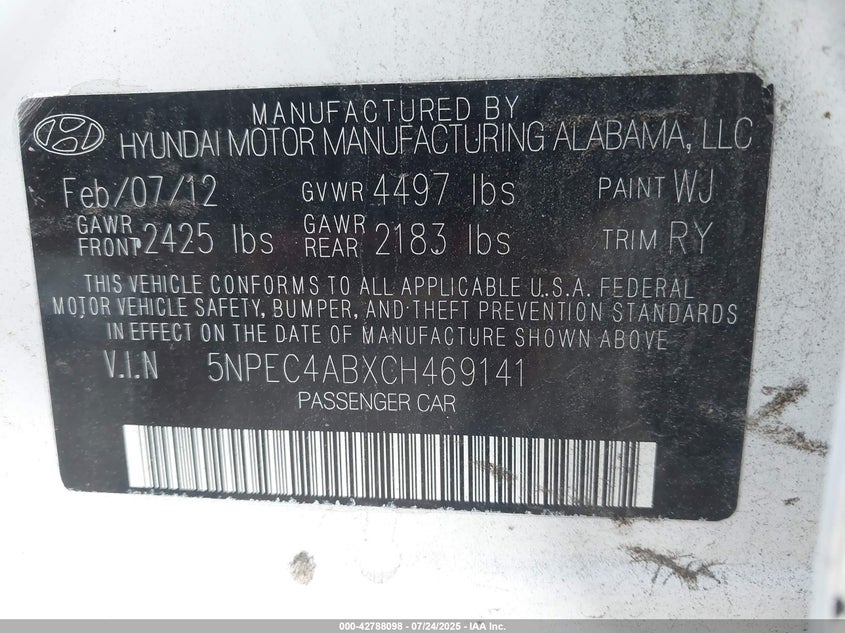 MANUFACTURED BY
HYUNDAI MOTOR MANUFACTURING ALABAMA, LLC
Feb/07/12 GVWR 4497 lbs PAINT WJ
GAWR FRONT 2425 lbs GAWR REAR 2183 lbs TRIM RY
THIS VEHICLE CONFORMS TO ALL APPLICABLE U.S.A. FEDERAL
MOTOR VEHICLE SAFETY, BUMPER, AND THEFT PREVENTION STANDARDS
IN EFFECT ON THE DATE OF MANUFACTURE SHOWN ABOVE
V.I.N 5NPEC4ABXCH469141
PASSENGER CAR
000-42788098 - 07/24/2025 - IAA Inc.